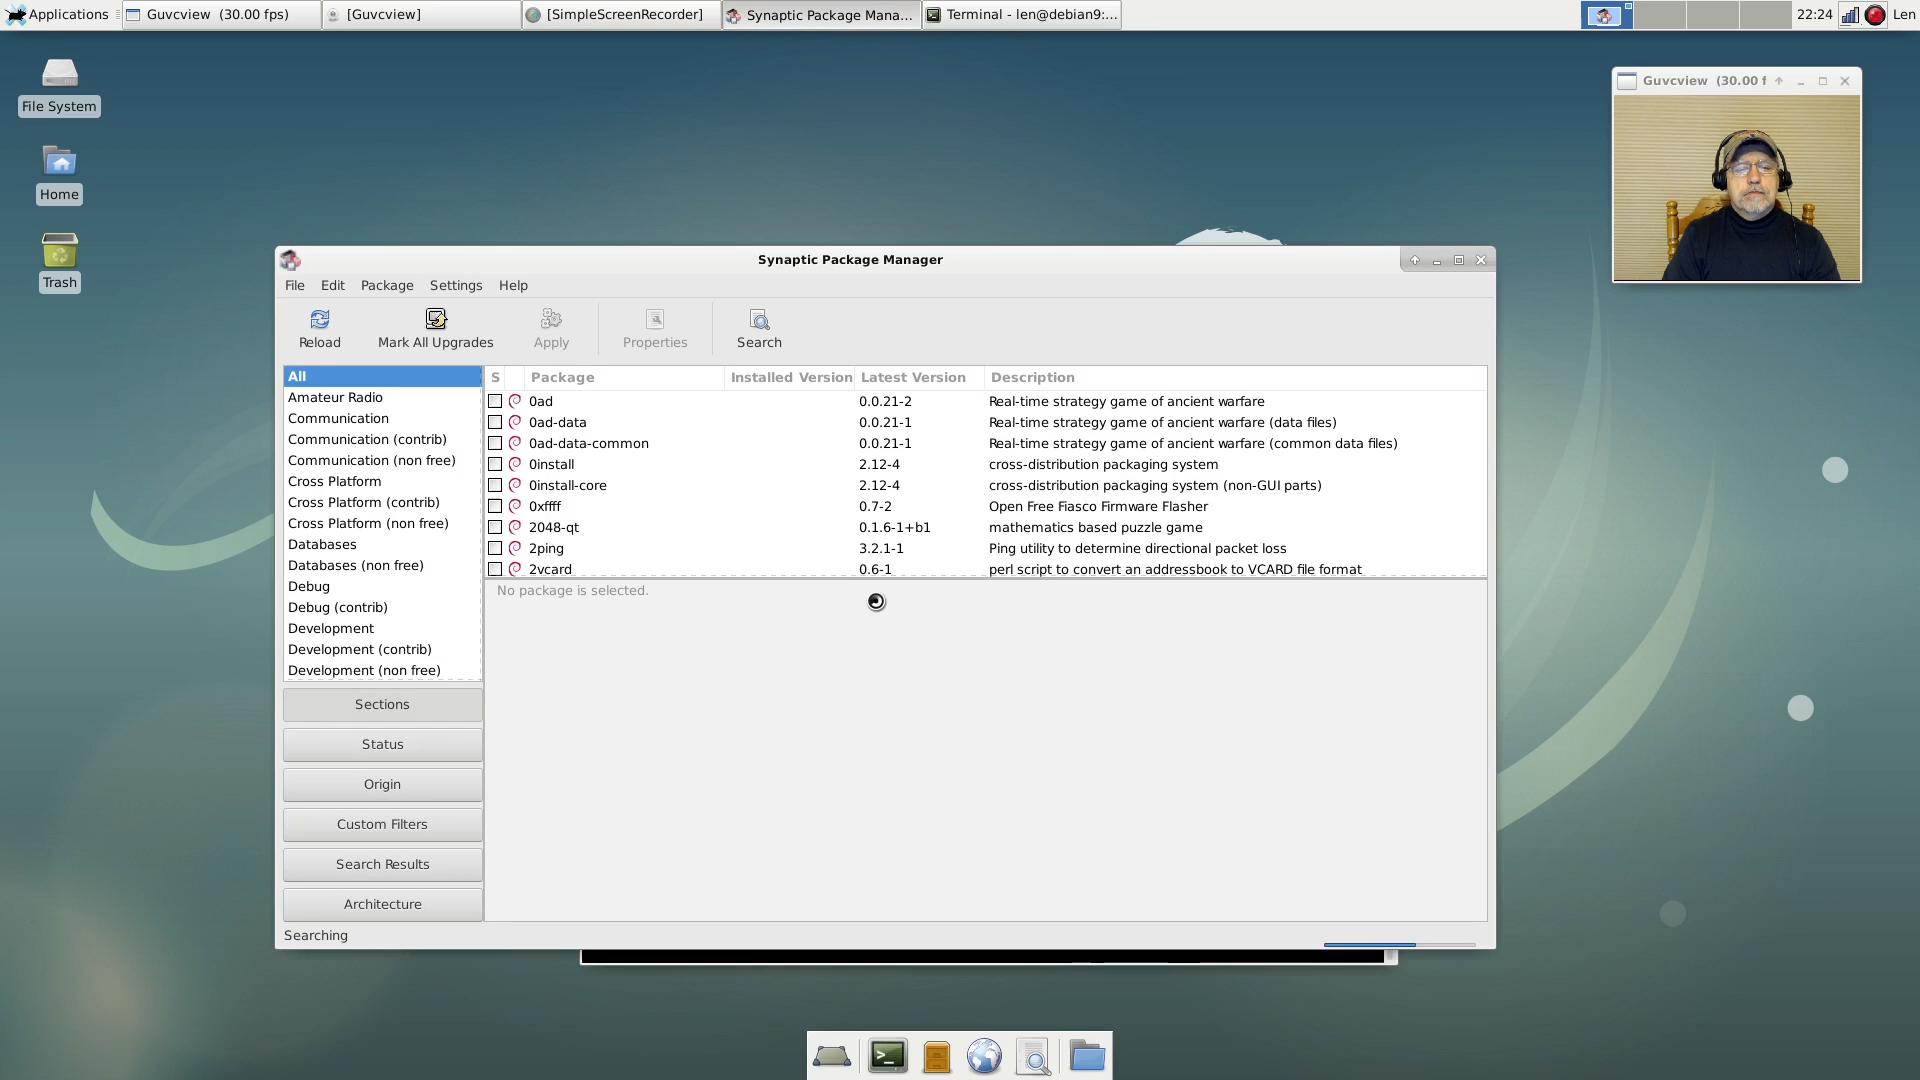 Applications
Guvcview (30.00 fps)
[Guvcview]
[SimpleScreenRecorder]
Synaptic Package Mana...
Terminal - len@debian9:...
22:24
Len
File System
Home
Trash
Guvcview (30.00 f
Synaptic Package Manager
File Edit Package Settings Help
Reload
Mark All Upgrades
Apply
Properties
Search
All
Amateur Radio
Communication
Communication (contrib)
Communication (non free)
Cross Platform
Cross Platform (contrib)
Cross Platform (non free)
Databases
Databases (non free)
Debug
Debug (contrib)
Development
Development (contrib)
Development (non free)
Sections
Status
Origin
Custom Filters
Search Results
Architecture
S Package Installed Version Latest Version Description
0ad 0.0.21-2 Real-time strategy game of ancient warfare
0ad-data 0.0.21-1 Real-time strategy game of ancient warfare (data files)
0ad-data-common 0.0.21-1 Real-time strategy game of ancient warfare (common data files)
0install 2.12-4 cross-distribution packaging system
0install-core 2.12-4 cross-distribution packaging system (non-GUI parts)
0xffff 0.7-2 Open Free Fiasco Firmware Flasher
2048-qt 0.1.6-1+b1 mathematics based puzzle game
2ping 3.2.1-1 Ping utility to determine directional packet loss
2vcard 0.6-1 perl script to convert an addressbook to VCARD file format
No package is selected.
Searching